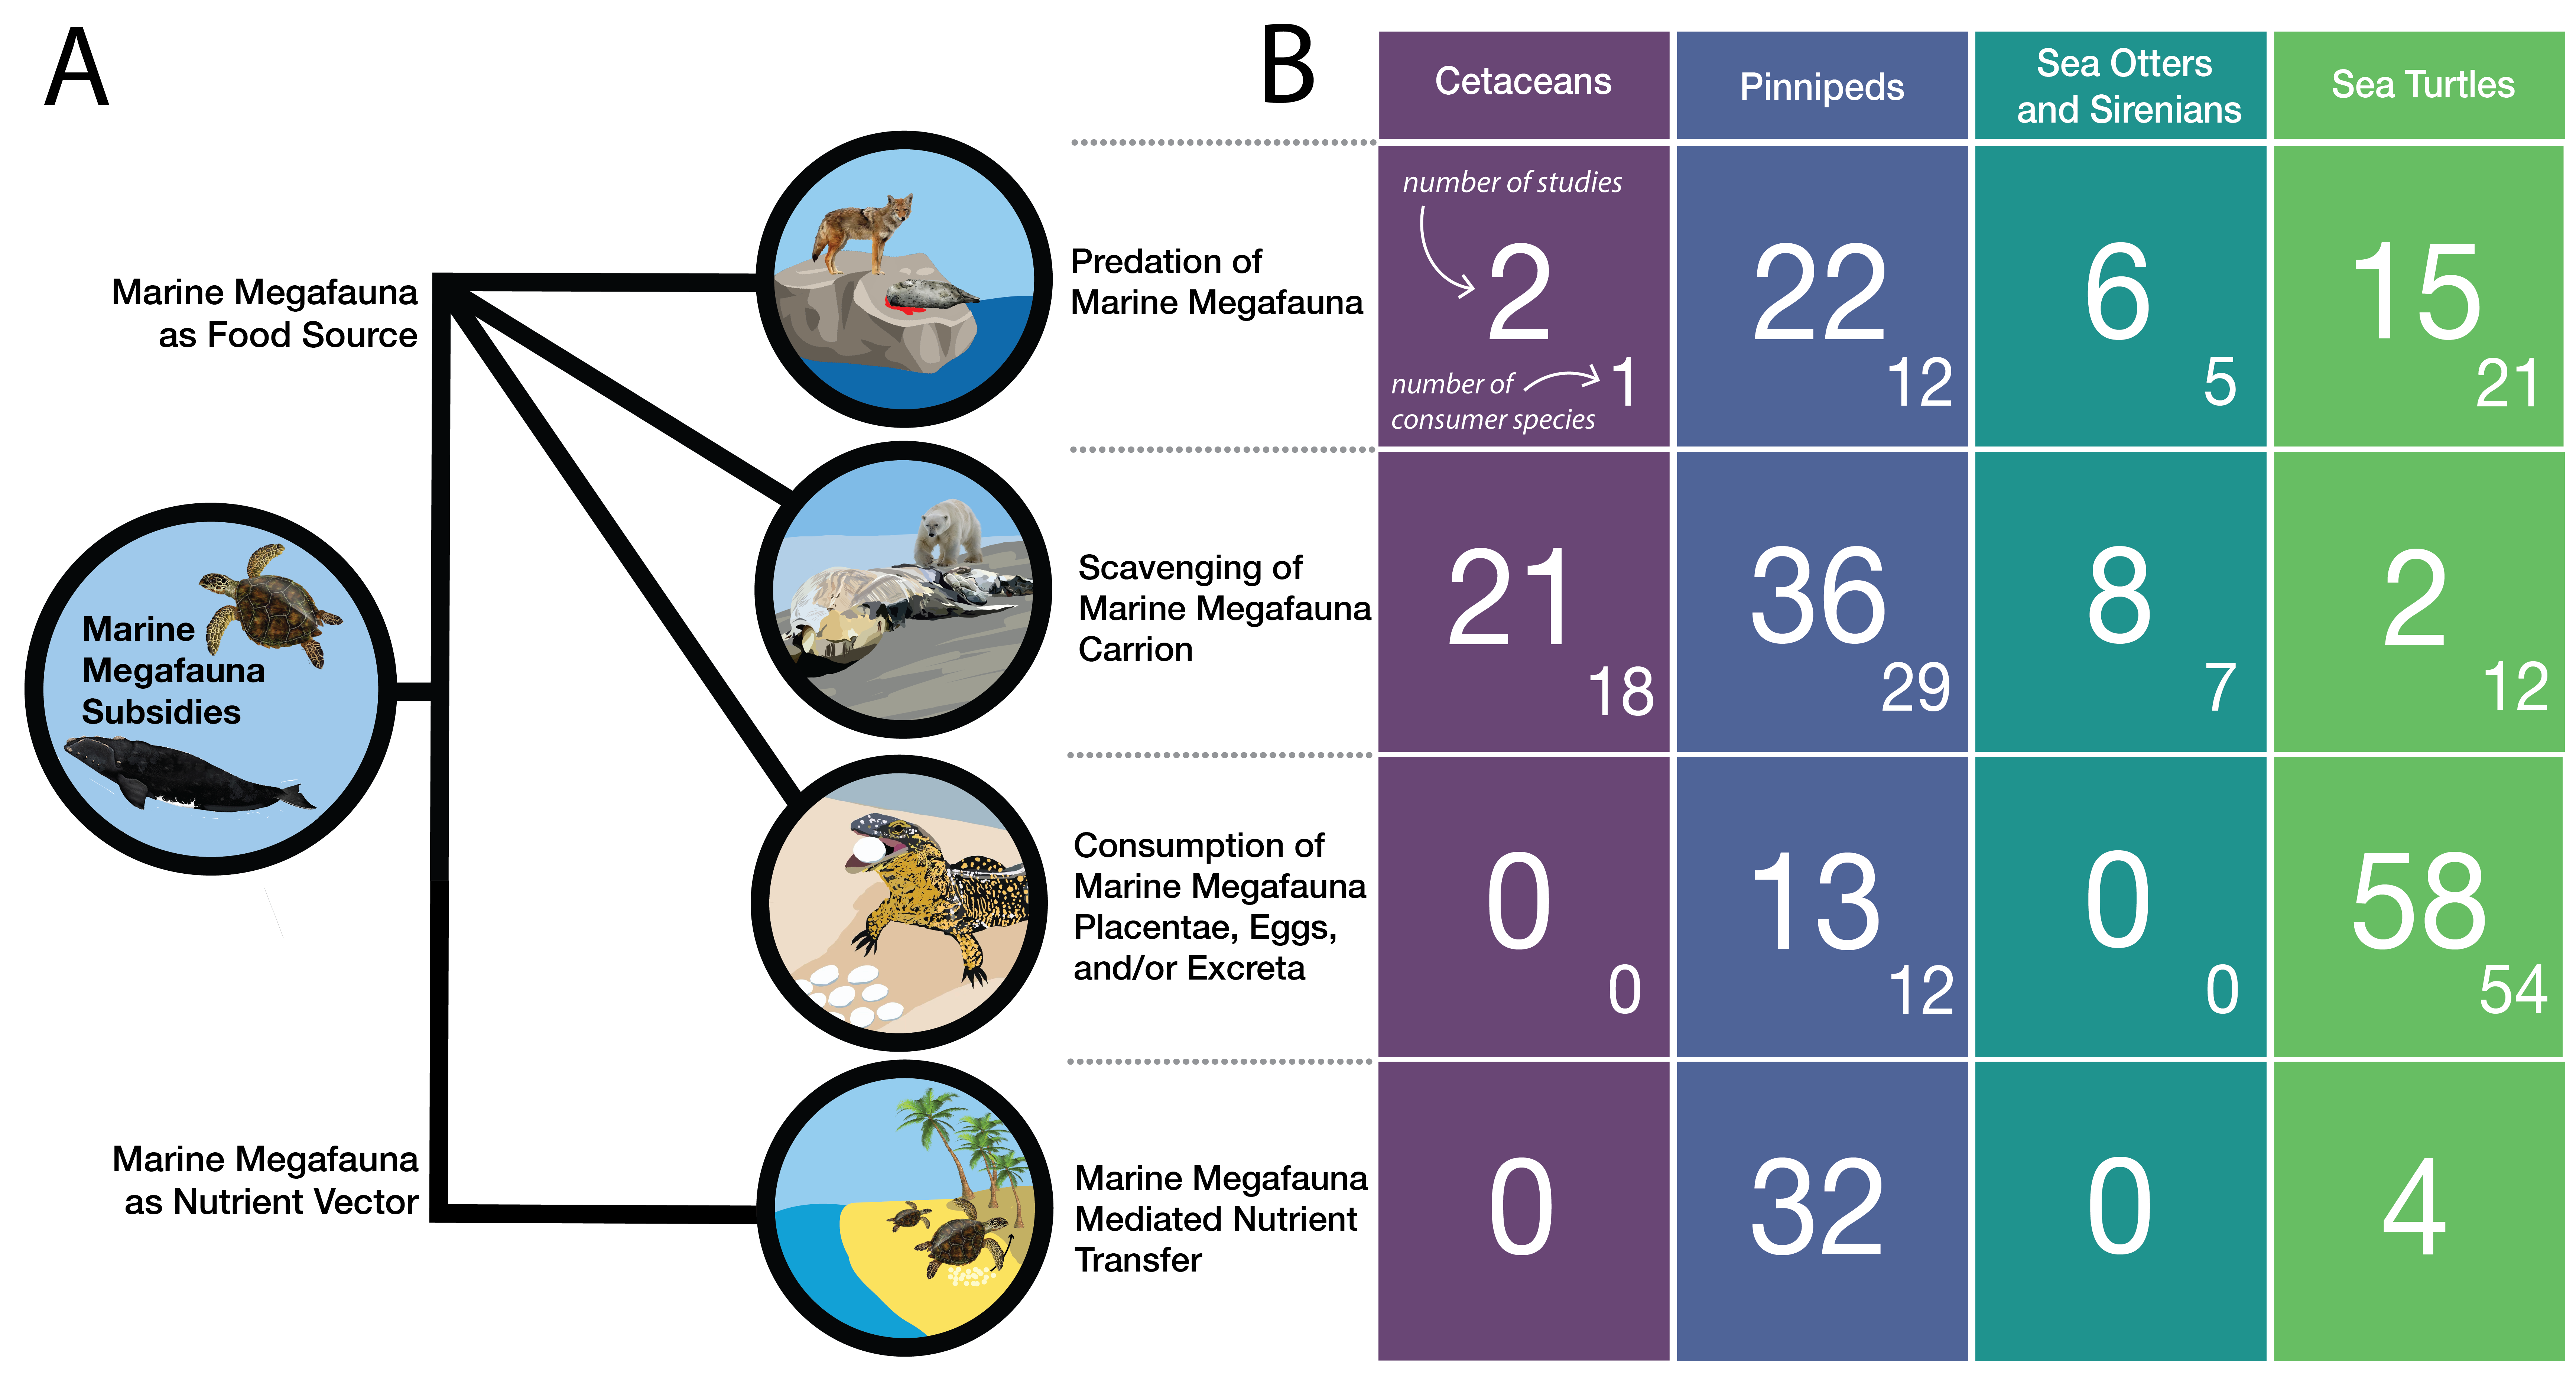 A
Marine Megafauna
as Food Source
Marine
Megafauna
Subsidies
Marine Megafauna
as Nutrient Vector
Predation of
Marine Megafauna
Scavenging of
Marine Megafauna
Carrion
Consumption of
Marine Megafauna
Placentae, Eggs,
and/or Excreta
Marine Megafauna
Mediated Nutrient
Transfer
B
Cetaceans
Pinnipeds
Sea Otters
and Sirenians
Sea Turtles
number of studies
2
number of
consumer species
1
22
12
6
5
15
21
21
18
36
29
8
7
2
12
0
0
13
12
0
0
58
54
0
32
0
4